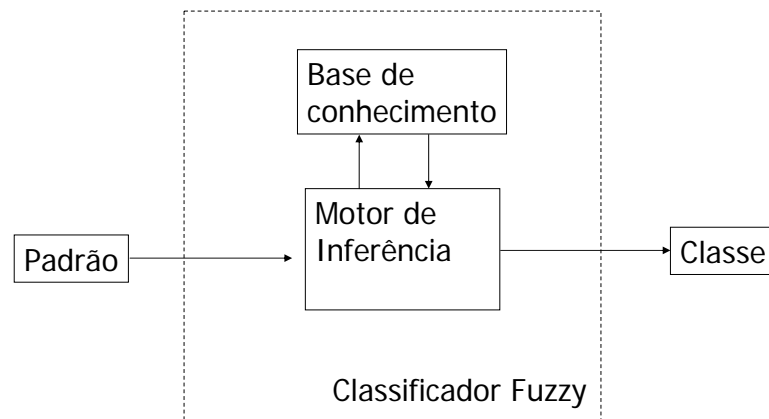 Base de
conhecimento
Motor de
Inferência
Padrão
Classe
Classificador Fuzzy